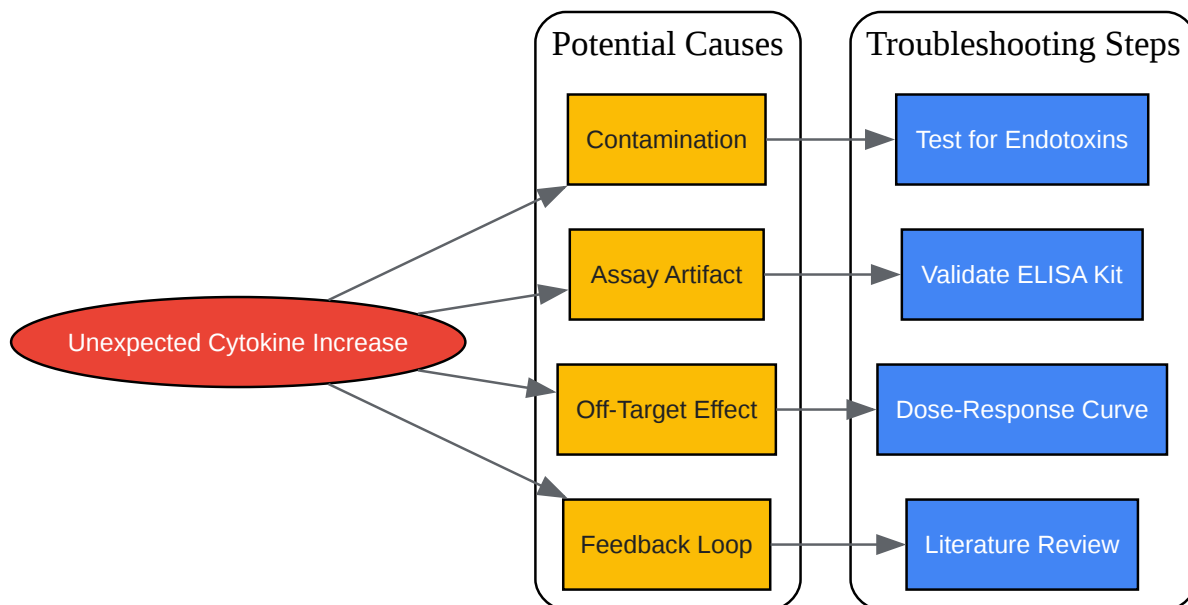 Potential Causes
Troubleshooting Steps
Contamination
Test for Endotoxins
Assay Artifact
Validate ELISA Kit
Unexpected Cytokine Increase
Off-Target Effect
Dose-Response Curve
Feedback Loop
Literature Review